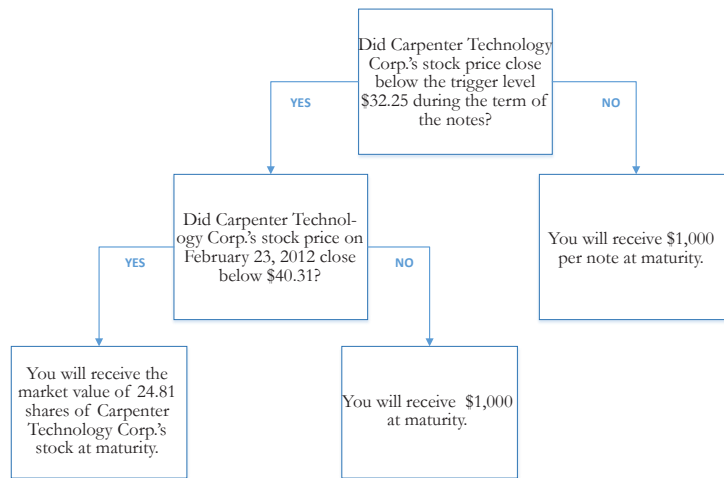 Did Carpenter Technology
Corp.'s stock price close
below the trigger level
$32.25 during the term of
the notes?
YES
NO
Did Carpenter Technol-
ogy Corp.'s stock price on
February 23, 2012 close
below $40.31?
You will receive $1,000
per note at maturity.
YES
NO
You will receive the
market value of 24.81
shares of Carpenter
Technology Corp.'s
stock at maturity.
You will receive $1,000
at maturity.